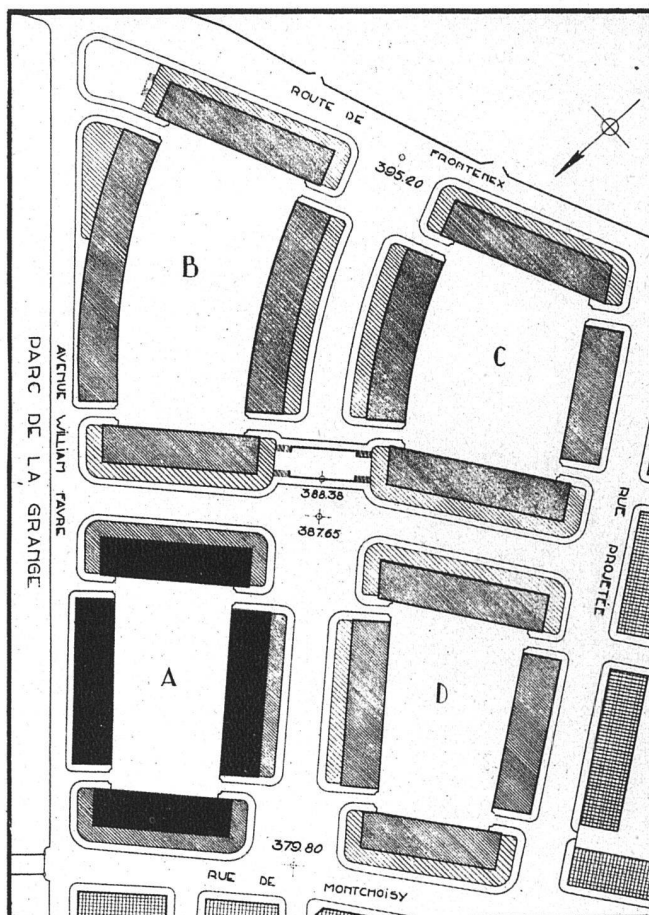 ROUTE DE
FRONTENEX
395.20
B
C
PARC DE LA GRANGE
AVENUE WILLIAM FAVRE
388.38
387.65
RUE PROJETÉE
A
D
379.80
RUE DE MONTCHOISY